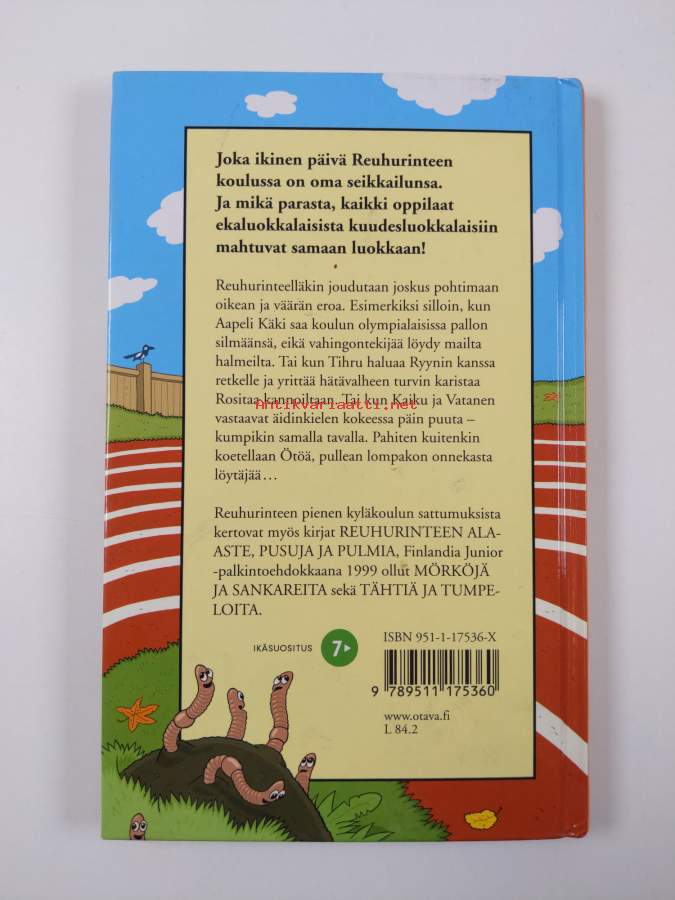 Joka ikinen päivä Reuhurinteen
koulussa on oma seikkailunsa.
Ja mikä parasta, kaikki oppilaat
ekaluokkalaisista kuudesluokkalaisiin
mahtuvat samaan luokkaan!
Reuhurinteelläkin joudutaan joskus pohtimaan
oikean ja väärän eroa. Esimerkiksi silloin, kun
Aapeli Käki saa koulun olympialaisissa pallon
silmäänsä, eikä vahingontekijää löydy mailta
halmeilta. Tai kun Tihru haluaa Ryynin kanssa
retkelle ja yrittää hätävalheen turvin karistaa
Rositaa kannoiltaan. Tai kun Kaiku ja Vatanen
Antikvariaatti.net
vastaavat äidinkielen kokeessa päin puuta –
kumpikin samalla tavalla. Pahiten kuitenkin
koetellaan Ötöä, pullean lompakon onnekasta
löytäjää…
Reuhurinteen pienen kyläkoulun sattumuksista
kertovat myös kirjat REUHURINTEEN ALA-
ASTE, PUSUJA JA PULMIA, Finlandia Junior
-palkintoehdokkaana 1999 ollut MÖRKÖJÄ
JA SANKAREITA sekä TÄHTIÄ JA TUMPE-
LOITA.
IKÄSUOSITUS 7
ISBN 951-1-17536-X
9 789511 175360
www.otava.fi
L 84.2